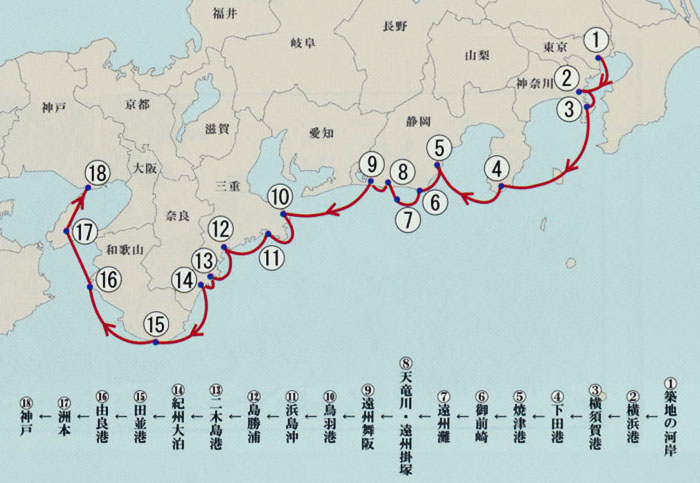 福井
長野
岐阜
山梨
東京
①
②
神奈川
③
神戸
京都
滋賀
愛知
静岡
⑤
④
⑨
⑧
⑥
⑦
大阪
三重
⑱
⑩
奈良
⑰
和歌山
⑫
⑪
⑬
⑭
⑯
⑮
①築地の河岸
←
②横浜港
←
③横須賀港
←
④下田港
←
⑤焼津港
←
⑥御前崎
←
⑦遠州灘
←
⑧天竜川・遠州掛塚
←
⑨遠州舞阪
←
⑩鳥羽港
←
⑪浜島沖
←
⑫島勝浦
←
⑬二木島港
←
⑭紀州大泊
←
⑮田並港
←
⑯由良港
←
⑰洲本
←
⑱神戸